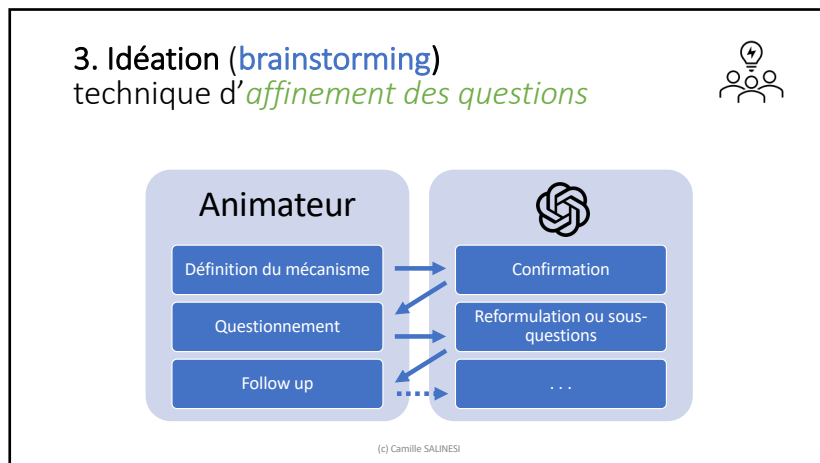 3. Idéation (brainstorming)
technique d'affinement des questions
Animateur
Définition du mécanisme
Confirmation
Questionnement
Reformulation ou sous-
questions
Follow up
. . .
(c) Camille SALINESI